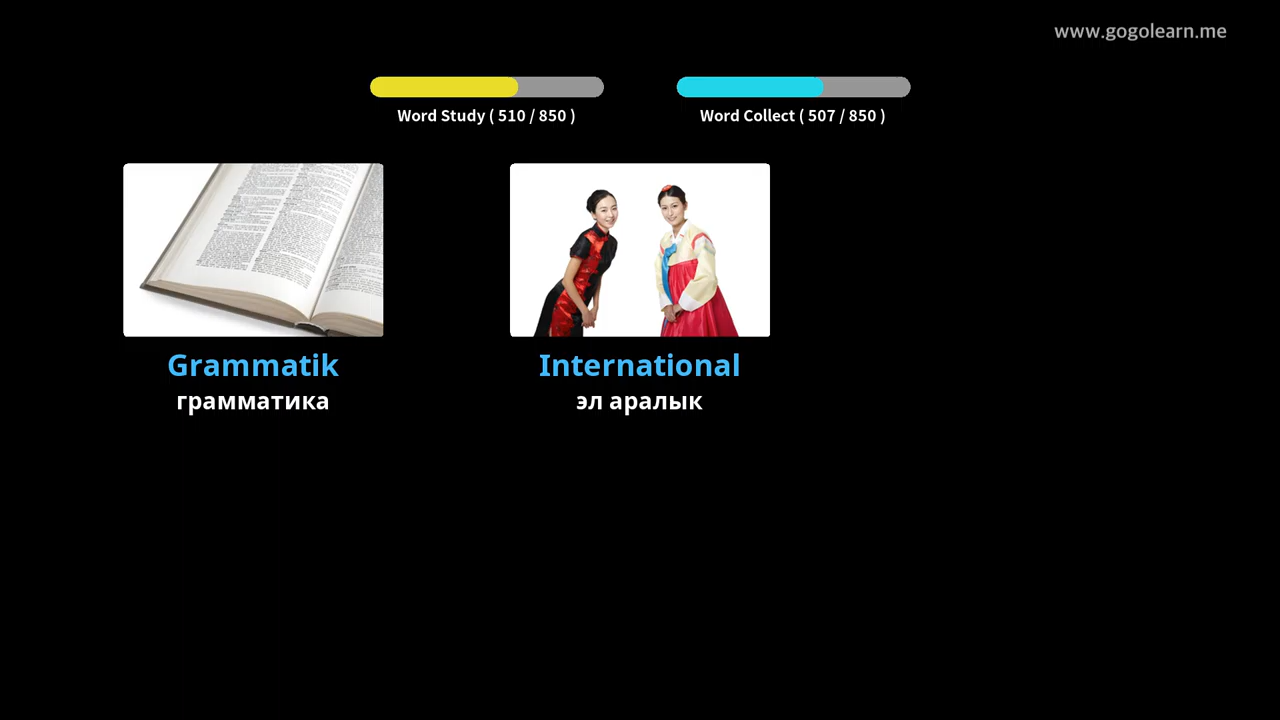 www.gogolearn.me
Word Study ( 510 / 850 )
Word Collect ( 507 / 850 )
Grammatik
грамматика
International
эл аралык